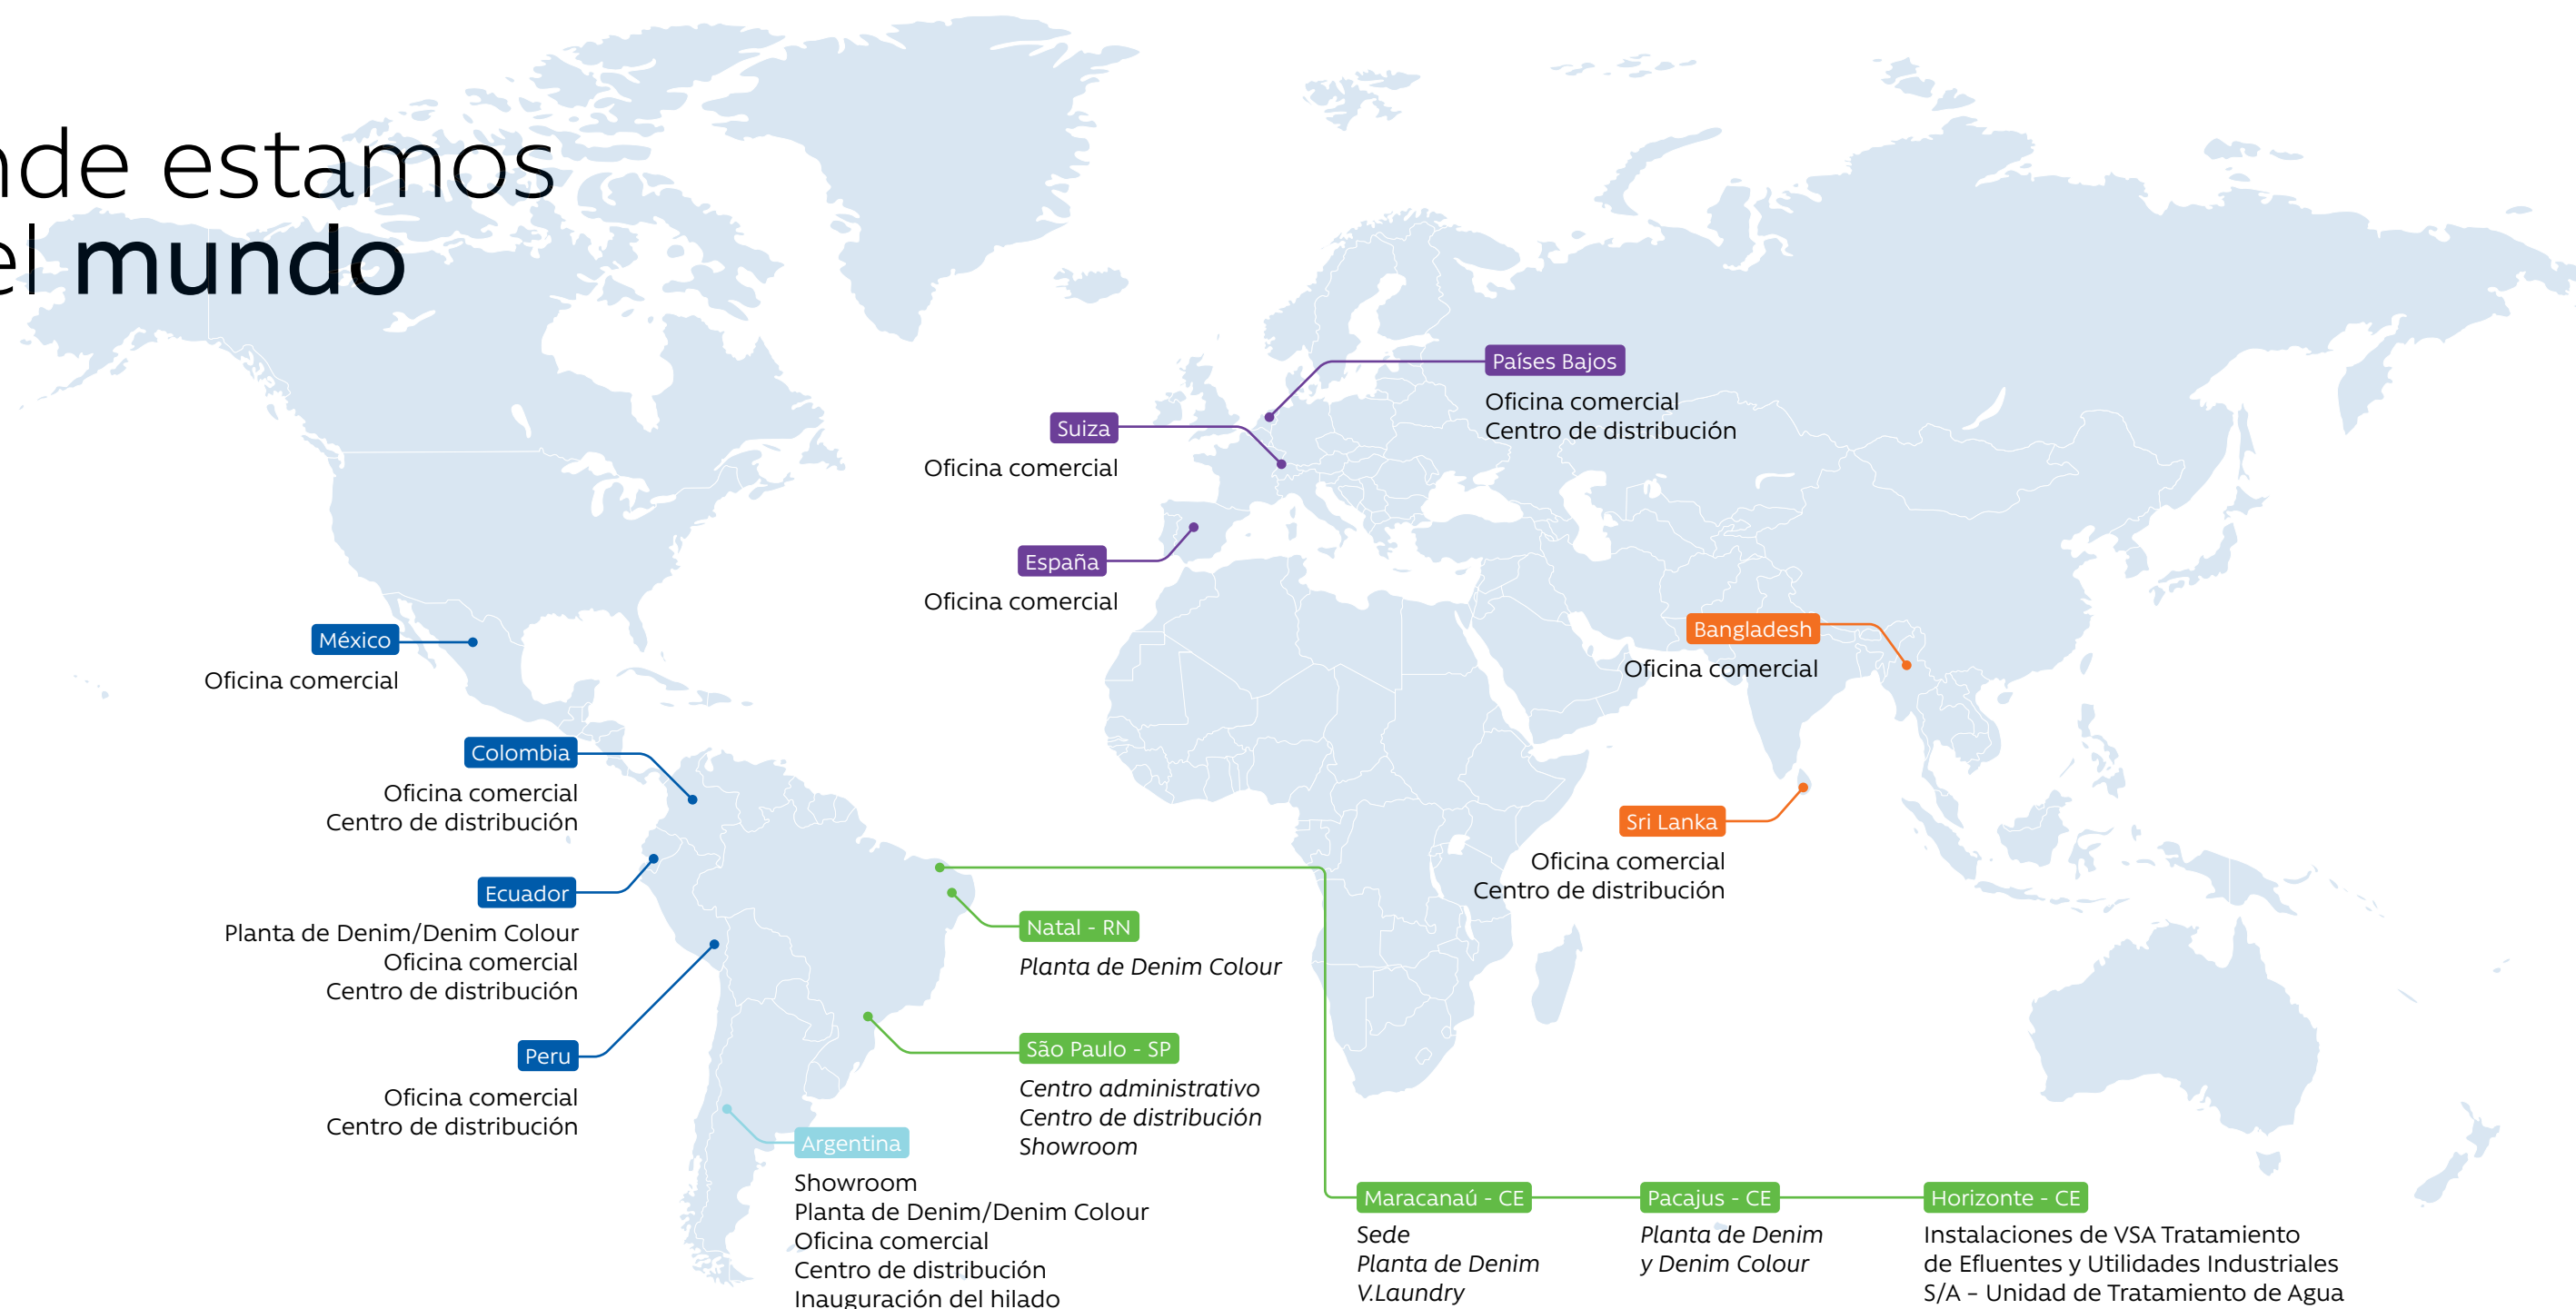 estamos
el mundo
Países Bajos
Oficina comercial
Centro de distribución
Suiza
Oficina comercial
España
Oficina comercial
México
Oficina comercial
Bangladesh
Oficina comercial
Colombia
Oficina comercial
Centro de distribución
Sri Lanka
Oficina comercial
Centro de distribución
Ecuador
Planta de Denim/Denim Colour
Oficina comercial
Centro de distribución
Natal - RN
Planta de Denim Colour
Peru
Oficina comercial
Centro de distribución
São Paulo - SP
Centro administrativo
Centro de distribución
Showroom
Argentina
Showroom
Planta de Denim/Denim Colour
Oficina comercial
Centro de distribución
Inauguración del hilado
Maracanaú - CE
Sede
Planta de Denim
V.Laundry
Pacajus - CE
Planta de Denim
y Denim Colour
Horizonte - CE
Instalaciones de VSA Tratamiento
de Efluentes y Utilidades Industriales
S/A – Unidad de Tratamiento de Agua